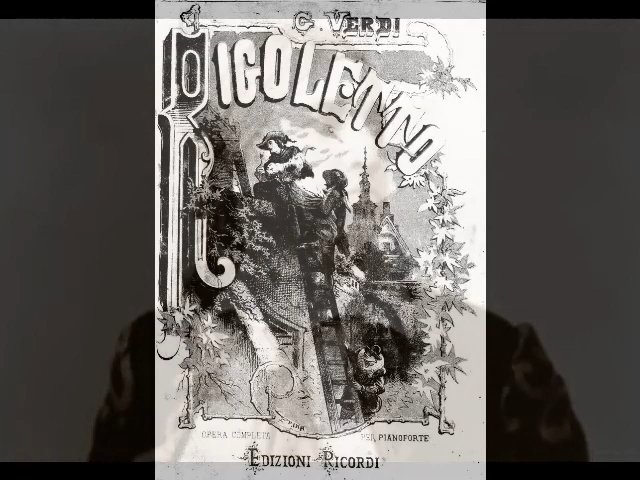 G. VERDI
RIGOLETTO
OPERA COMPLETA PER PIANOFORTE
EDIZIONI RICORDI